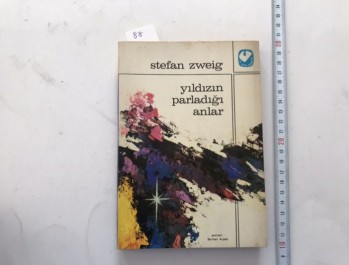 88
stefan zweig
yıldızın
parladığı
anlar